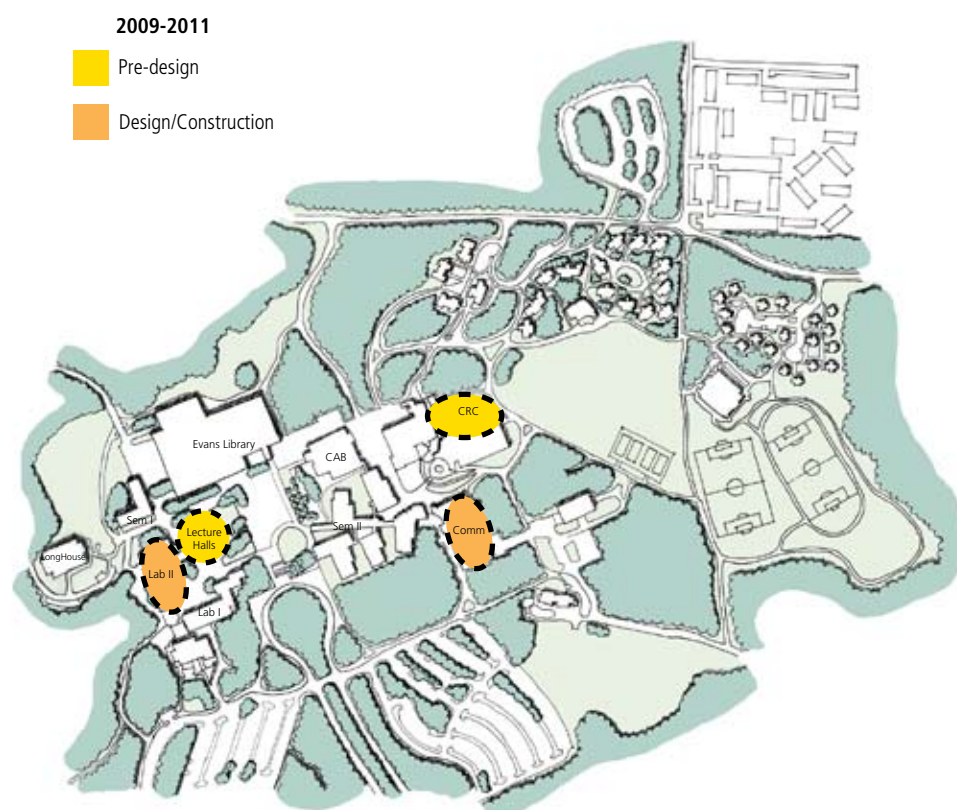 2009-2011
Pre-design
Design/Construction
CRC
Evans Library
CAB
Sem I
Sem II
Lecture
Halls
Comm
LongHouse
Lab II
Lab I